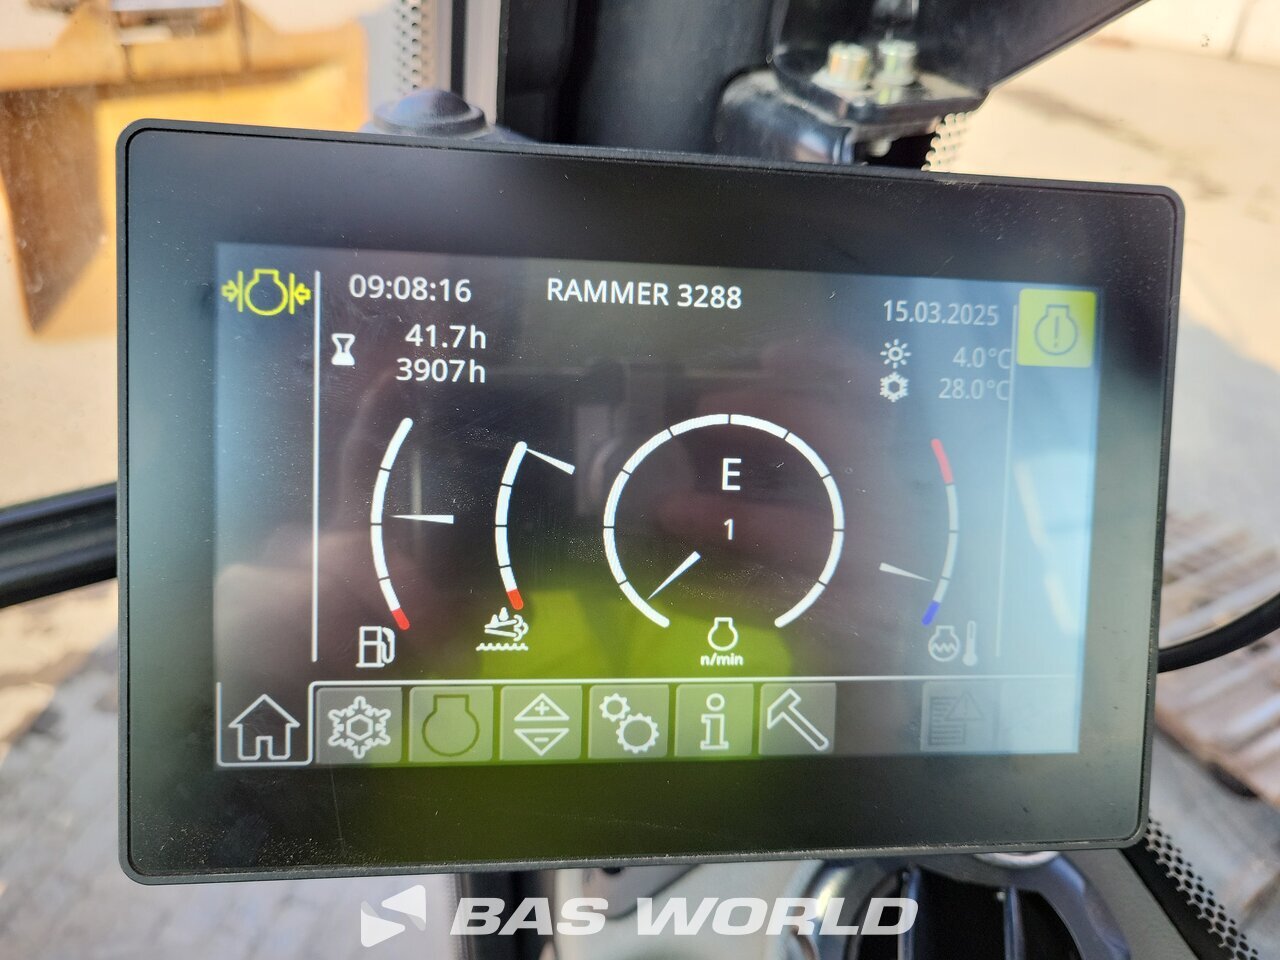 09:08:16
RAMMER 3288
15.03.2025
41.7h
3907h
4.0°C
28.0°C
E
1
n/min
BAS WORLD